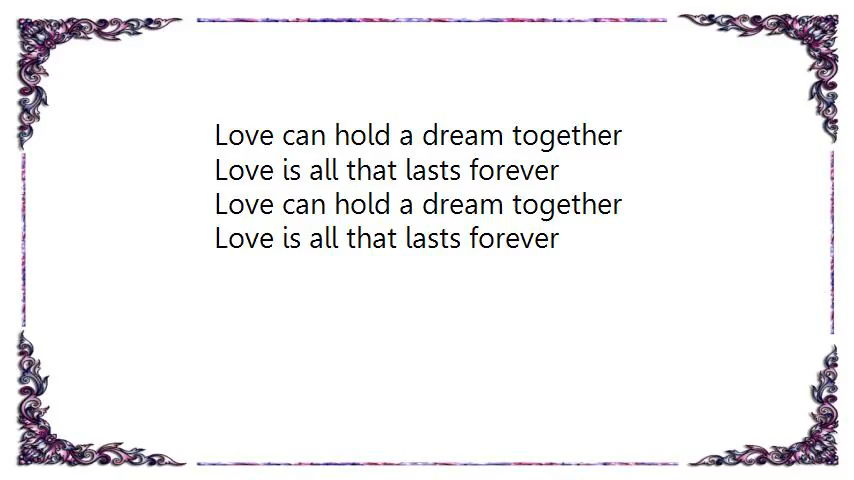 Love can hold a dream together
Love is all that lasts forever
Love can hold a dream together
Love is all that lasts forever